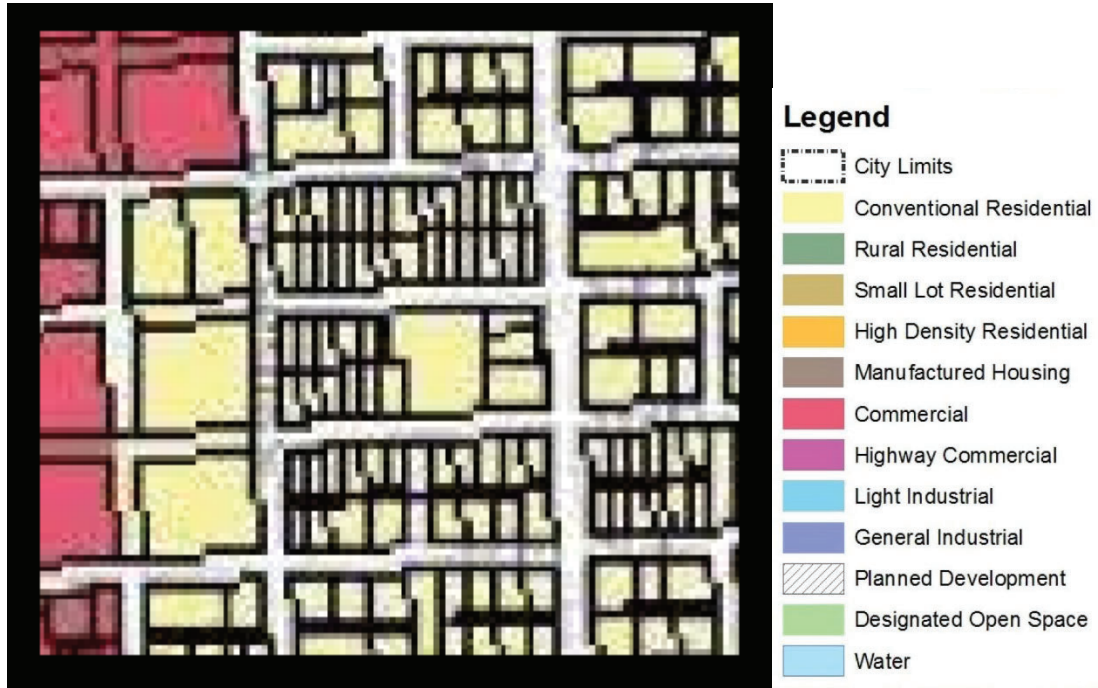 Legend
City Limits
Conventional Residential
Rural Residential
Small Lot Residential
High Density Residential
Manufactured Housing
Commercial
Highway Commercial
Light Industrial
General Industrial
Planned Development
Designated Open Space
Water